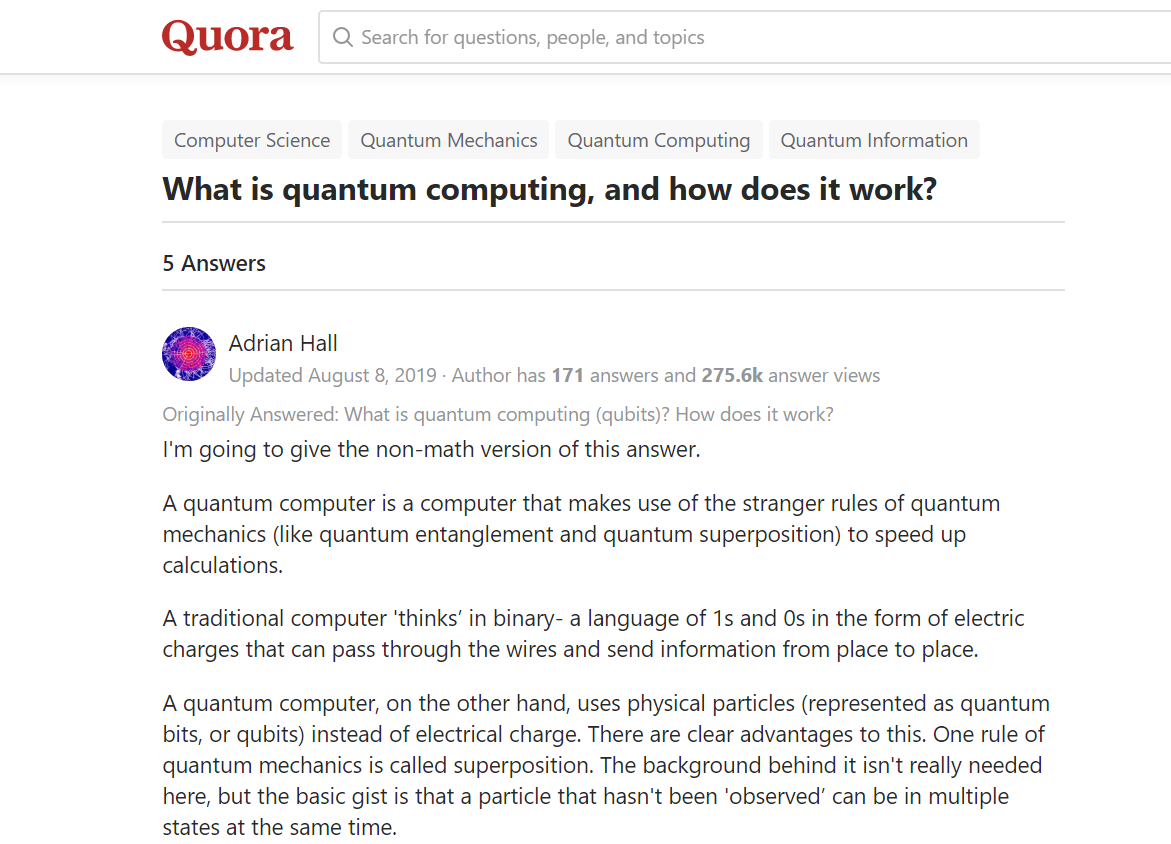 Quora
Search for questions, people, and topics
Computer Science Quantum Mechanics Quantum Computing Quantum Information
What is quantum computing, and how does it work?
5 Answers
Adrian Hall
Updated August 8, 2019 · Author has 171 answers and 275.6k answer views
Originally Answered: What is quantum computing (qubits)? How does it work?
I'm going to give the non-math version of this answer.
A quantum computer is a computer that makes use of the stranger rules of quantum
mechanics (like quantum entanglement and quantum superposition) to speed up
calculations.
A traditional computer 'thinks’ in binary- a language of 1s and 0s in the form of electric
charges that can pass through the wires and send information from place to place.
A quantum computer, on the other hand, uses physical particles (represented as quantum
bits, or qubits) instead of electrical charge. There are clear advantages to this. One rule of
quantum mechanics is called superposition. The background behind it isn't really needed
here, but the basic gist is that a particle that hasn't been 'observed’ can be in multiple
states at the same time.